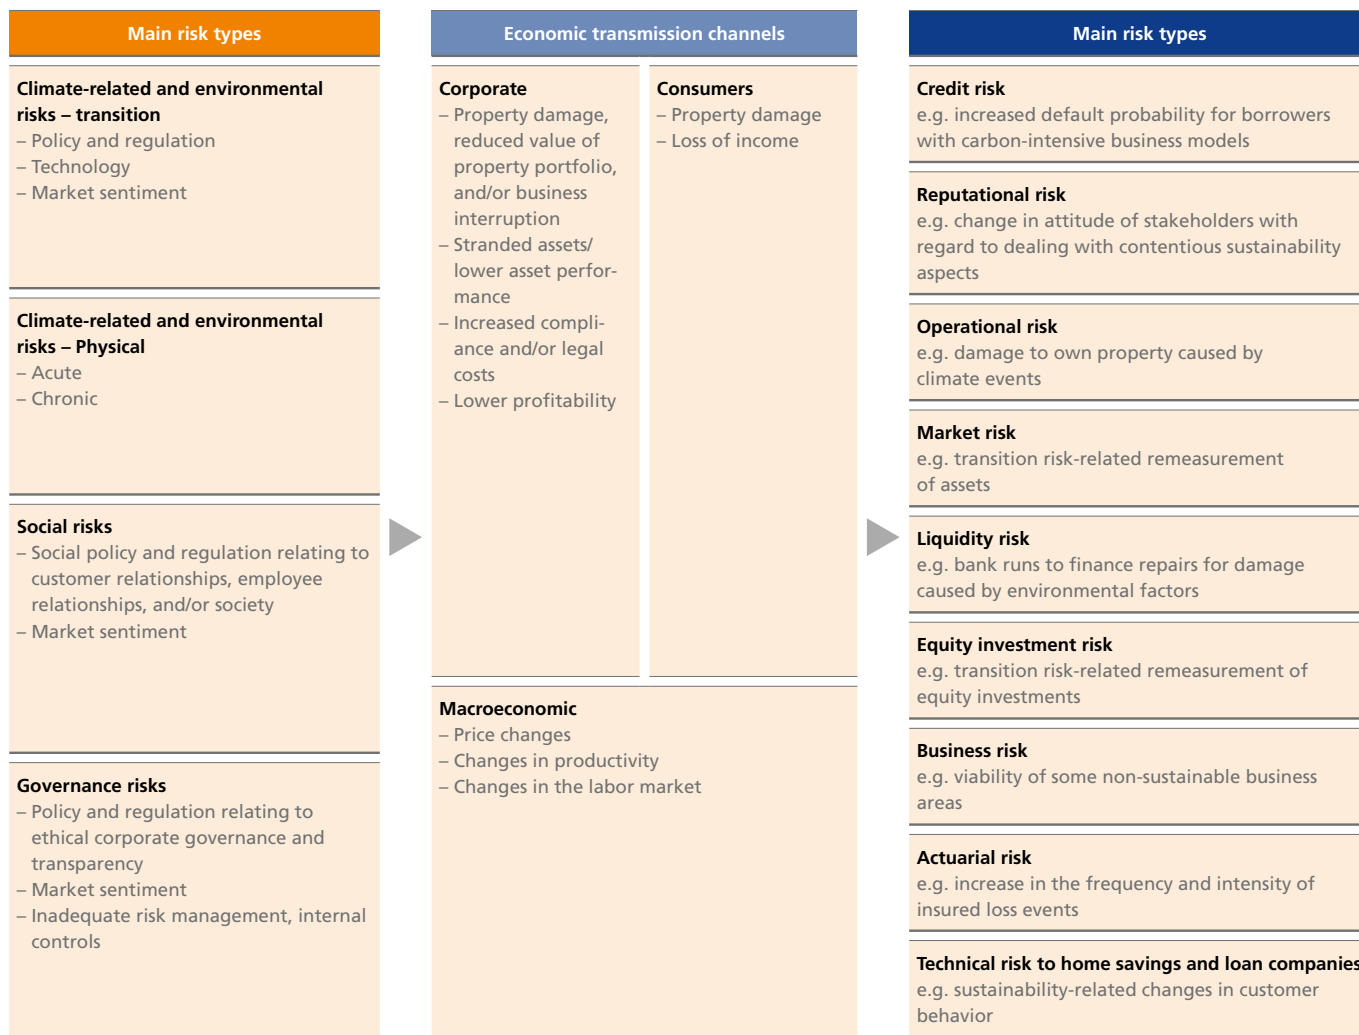 Main risk types
Climate-related and environmental
risks – transition
– Policy and regulation
– Technology
– Market sentiment
Climate-related and environmental
risks – Physical
– Acute
– Chronic
Social risks
– Social policy and regulation relating to
customer relationships, employee
relationships, and/or society
– Market sentiment
Governance risks
– Policy and regulation relating to
ethical corporate governance and
transparency
– Market sentiment
– Inadequate risk management, internal
controls
Economic transmission channels
Corporate
– Property damage,
reduced value of
property portfolio,
and/or business
interruption
– Stranded assets/
lower asset perfor-
mance
– Increased compli-
ance and/or legal
costs
– Lower profitability
Consumers
– Property damage
– Loss of income
Macroeconomic
– Price changes
– Changes in productivity
– Changes in the labor market
Main risk types
Credit risk
e.g. increased default probability for borrowers
with carbon-intensive business models
Reputational risk
e.g. change in attitude of stakeholders with
regard to dealing with contentious sustainability
aspects
Operational risk
e.g. damage to own property caused by
climate events
Market risk
e.g. transition risk-related remeasurement
of assets
Liquidity risk
e.g. bank runs to finance repairs for damage
caused by environmental factors
Equity investment risk
e.g. transition risk-related remeasurement of
equity investments
Business risk
e.g. viability of some non-sustainable business
areas
Actuarial risk
e.g. increase in the frequency and intensity of
insured loss events
Technical risk to home savings and loan companies
e.g. sustainability-related changes in customer
behavior